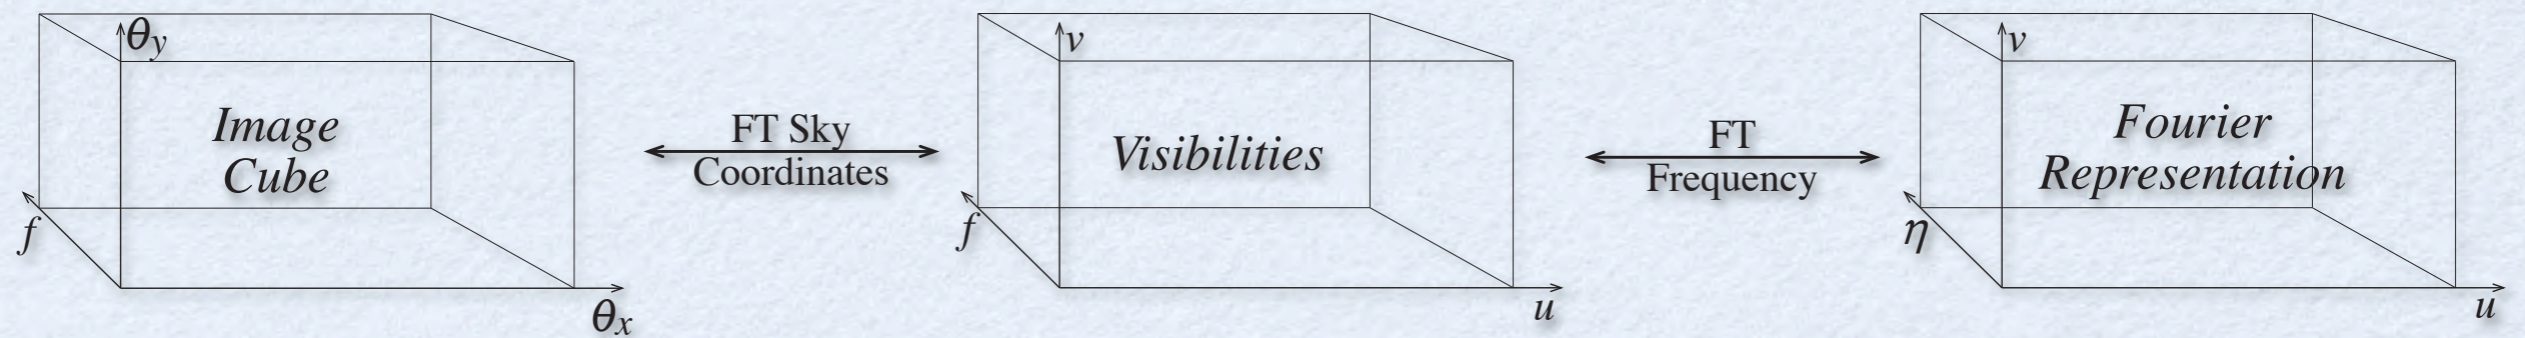 θy
Image
Cube
f
θx
FT Sky
Coordinates
v
Visibilities
f
u
FT
Frequency
v
Fourier
Representation
η
u